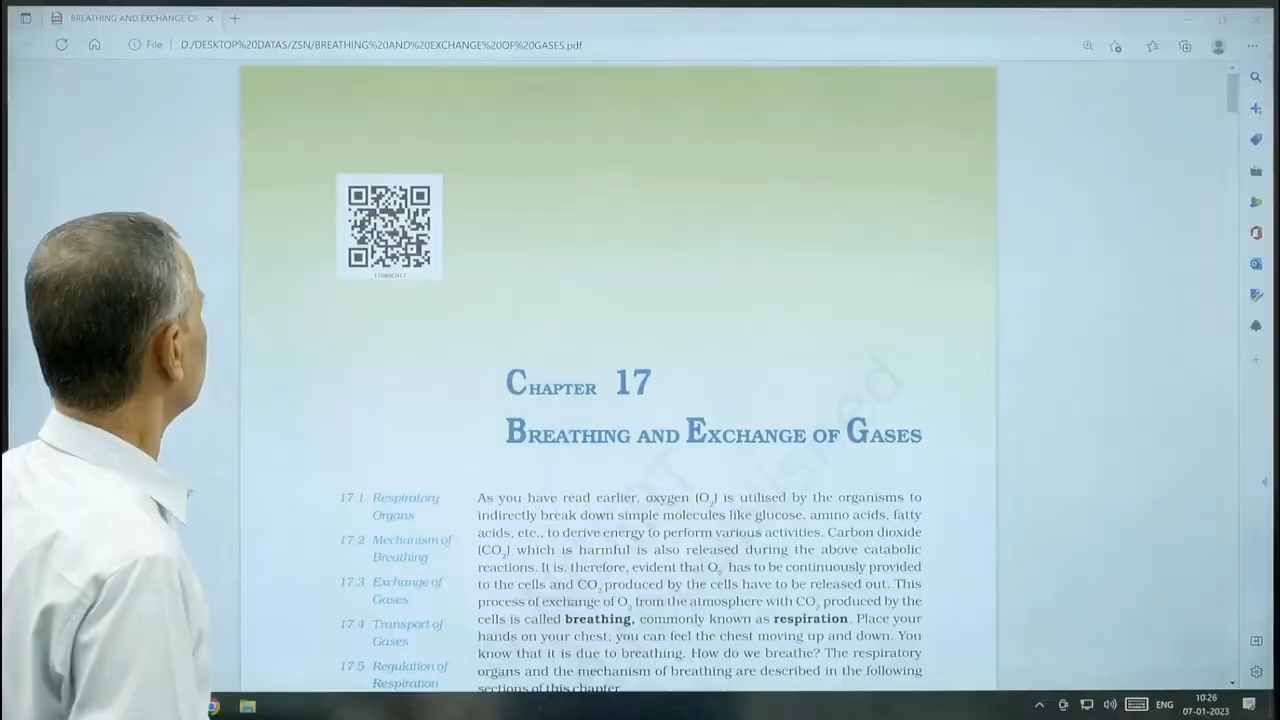 BREATHING AND EXCHANGE OF
File
D:/DESKTOP%20DATAS/ZSN/BREATHING%20AND%20EXCHANGE%20OF%20GASES.pdf
11080CH17
CHAPTER 17
BREATHING AND EXCHANGE OF GASES
17.1 Respiratory
Organs
17.2 Mechanism of
Breathing
17.3 Exchange of
Gases
17.4 Transport of
Gases
17.5 Regulation of
Respiration
As you have read earlier, oxygen (O₂) is utilised by the organisms to
indirectly break down simple molecules like glucose, amino acids, fatty
acids, etc., to derive energy to perform various activities. Carbon dioxide
(CO₂) which is harmful is also released during the above catabolic
reactions. It is, therefore, evident that O₂ has to be continuously provided
to the cells and CO₂ produced by the cells have to be released out. This
process of exchange of O₂ from the atmosphere with CO₂ produced by the
cells is called breathing, commonly known as respiration. Place your
hands on your chest; you can feel the chest moving up and down. You
know that it is due to breathing. How do we breathe? The respiratory
organs and the mechanism of breathing are described in the following
sections of this chapter.
ENG
10:26
07-01-2023